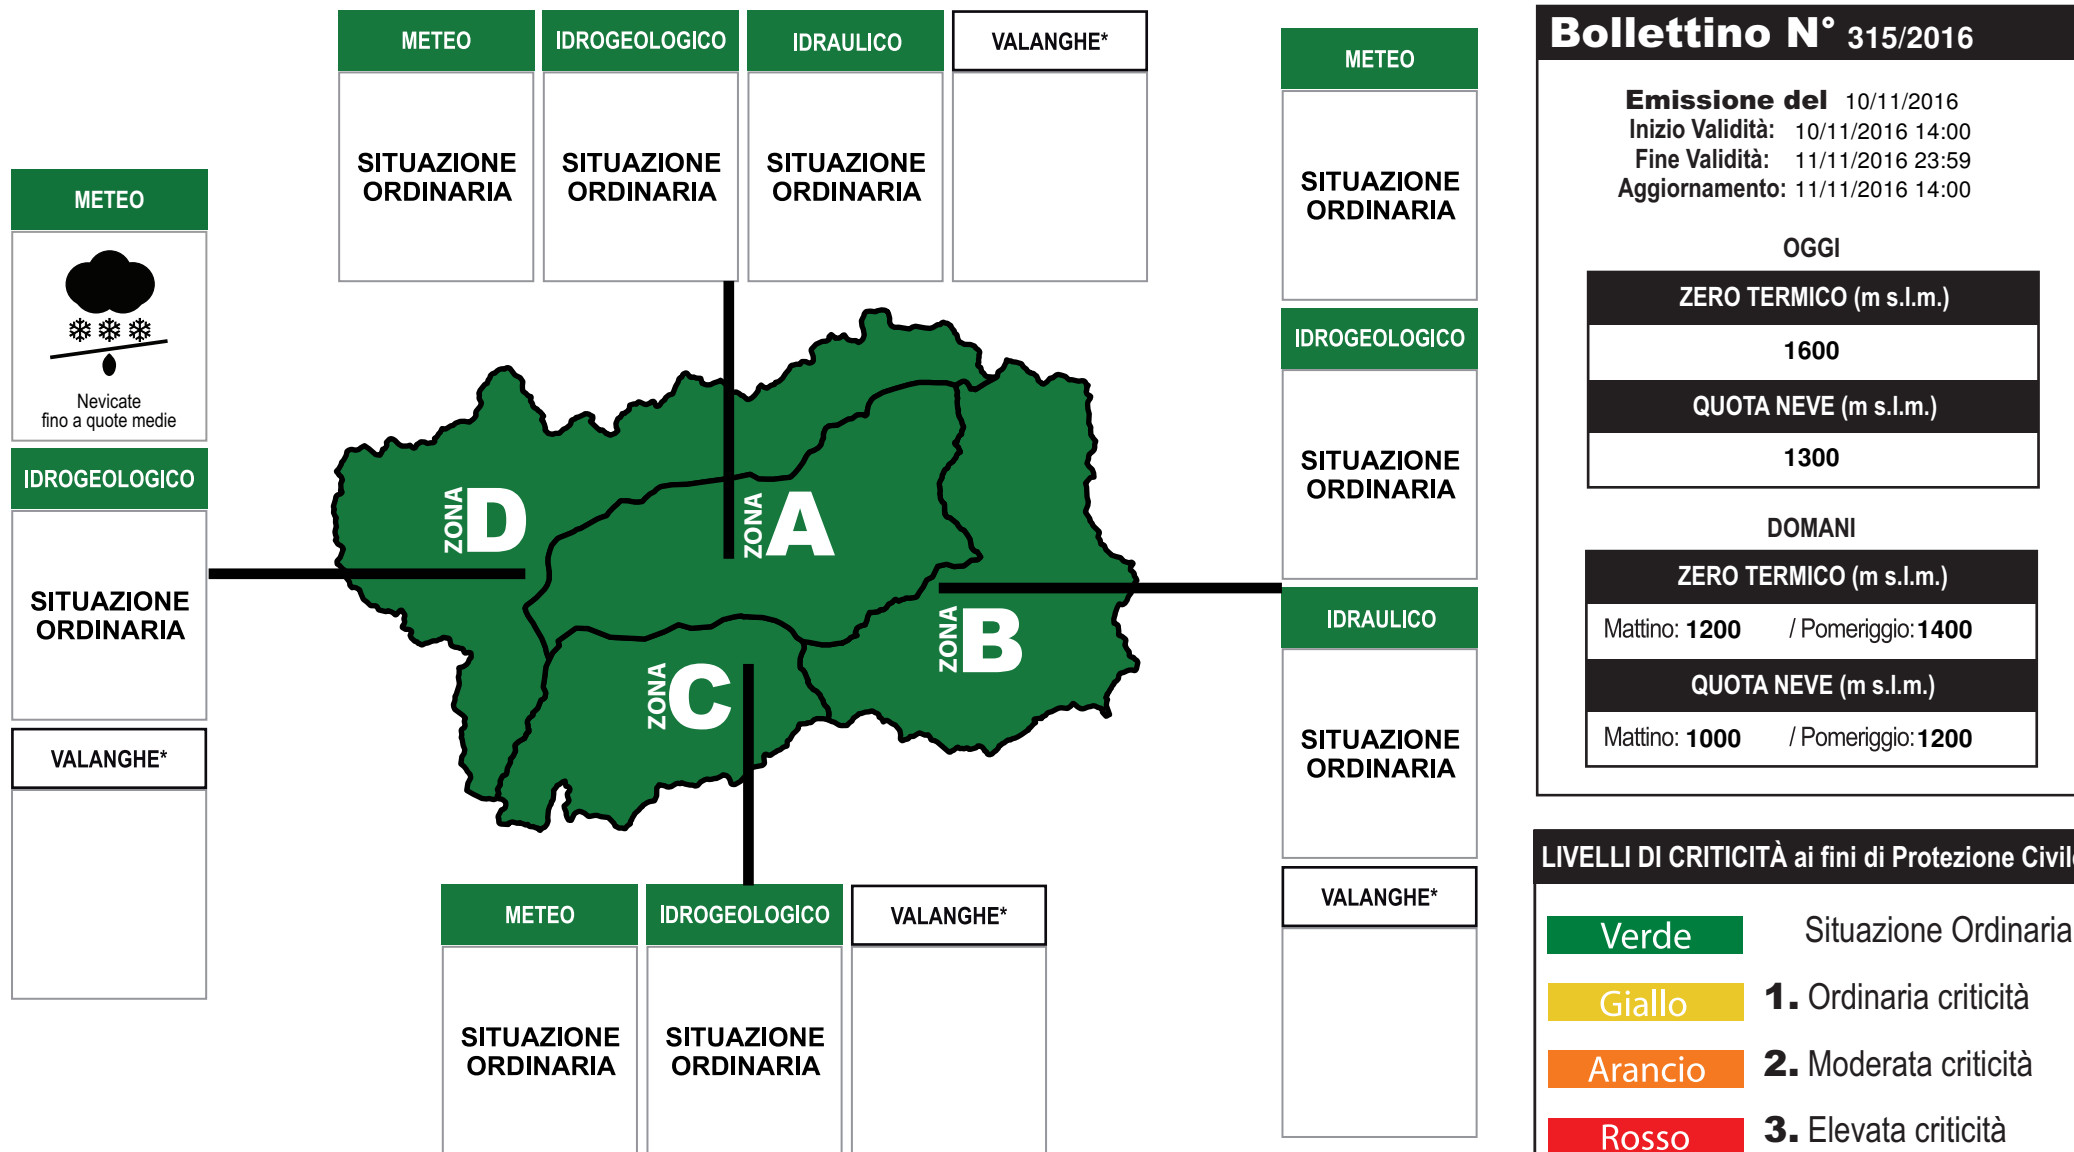 METEO
IDROGEOLOGICO
IDRAULICO
VALANGHE*
SITUAZIONE
ORDINARIA
SITUAZIONE
ORDINARIA
SITUAZIONE
ORDINARIA
METEO
Nevicate
fino a quote medie
IDROGEOLOGICO
SITUAZIONE
ORDINARIA
VALANGHE*
ZONA D
ZONA A
ZONA B
ZONA C
METEO
SITUAZIONE
ORDINARIA
IDROGEOLOGICO
SITUAZIONE
ORDINARIA
IDRAULICO
SITUAZIONE
ORDINARIA
VALANGHE*
METEO
IDROGEOLOGICO
VALANGHE*
SITUAZIONE
ORDINARIA
SITUAZIONE
ORDINARIA
Bollettino N° 315/2016
Emissione del 10/11/2016
Inizio Validità: 10/11/2016 14:00
Fine Validità: 11/11/2016 23:59
Aggiornamento: 11/11/2016 14:00
OGGI
ZERO TERMICO (m s.l.m.)
1600
QUOTA NEVE (m s.l.m.)
1300
DOMANI
ZERO TERMICO (m s.l.m.)
Mattino: 1200 / Pomeriggio: 1400
QUOTA NEVE (m s.l.m.)
Mattino: 1000 / Pomeriggio: 1200
LIVELLI DI CRITICITÀ ai fini di Protezione Civile
Verde Situazione Ordinaria
Giallo 1. Ordinaria criticità
Arancio 2. Moderata criticità
Rosso 3. Elevata criticità